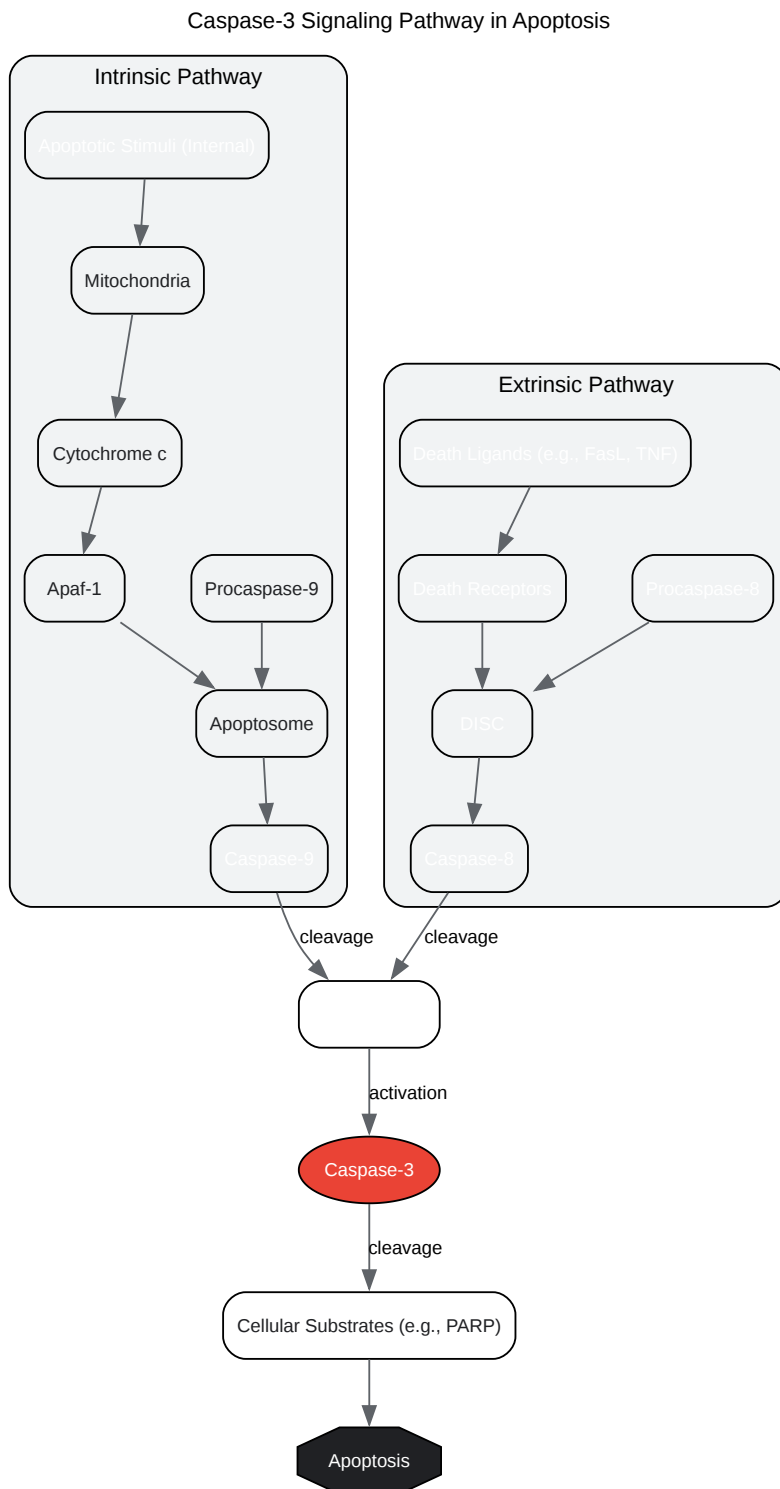 Caspase-3 Signaling Pathway in Apoptosis
Intrinsic Pathway
Apoptotic Stimuli (Internal)
Mitochondria
Cytochrome c
Apaf-1
Procaspase-9
Apoptosome
Caspase-9
Extrinsic Pathway
Death Ligands (e.g., FasL, TNF)
Death Receptors
Procaspase-8
DISC
Caspase-8
cleavage
cleavage
activation
Caspase-3
cleavage
Cellular Substrates (e.g., PARP)
Apoptosis